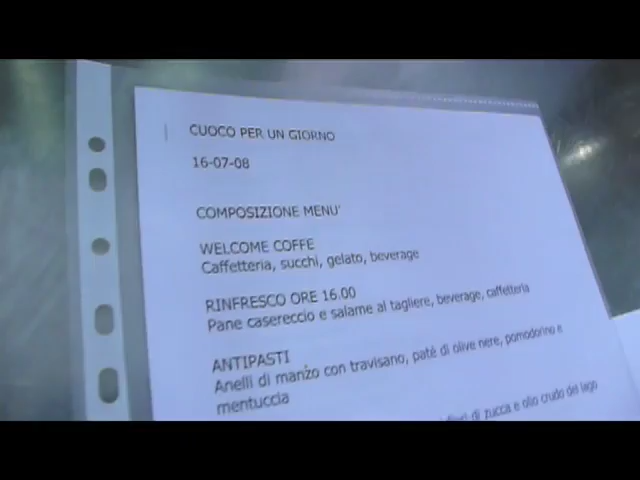 CUOCO PER UN GIORNO
16-07-08
COMPOSIZIONE MENU'
WELCOME COFFE
Caffetteria, succhi, gelato, beverage
RINFRESCO ORE 16.00
Pane casereccio e salame al tagliere, beverage, caffetteria
ANTIPASTI
Anelli di manzo con travisano, patè di olive nere, pomodorino e
mentuccia
di zucca e olio crudo del lago